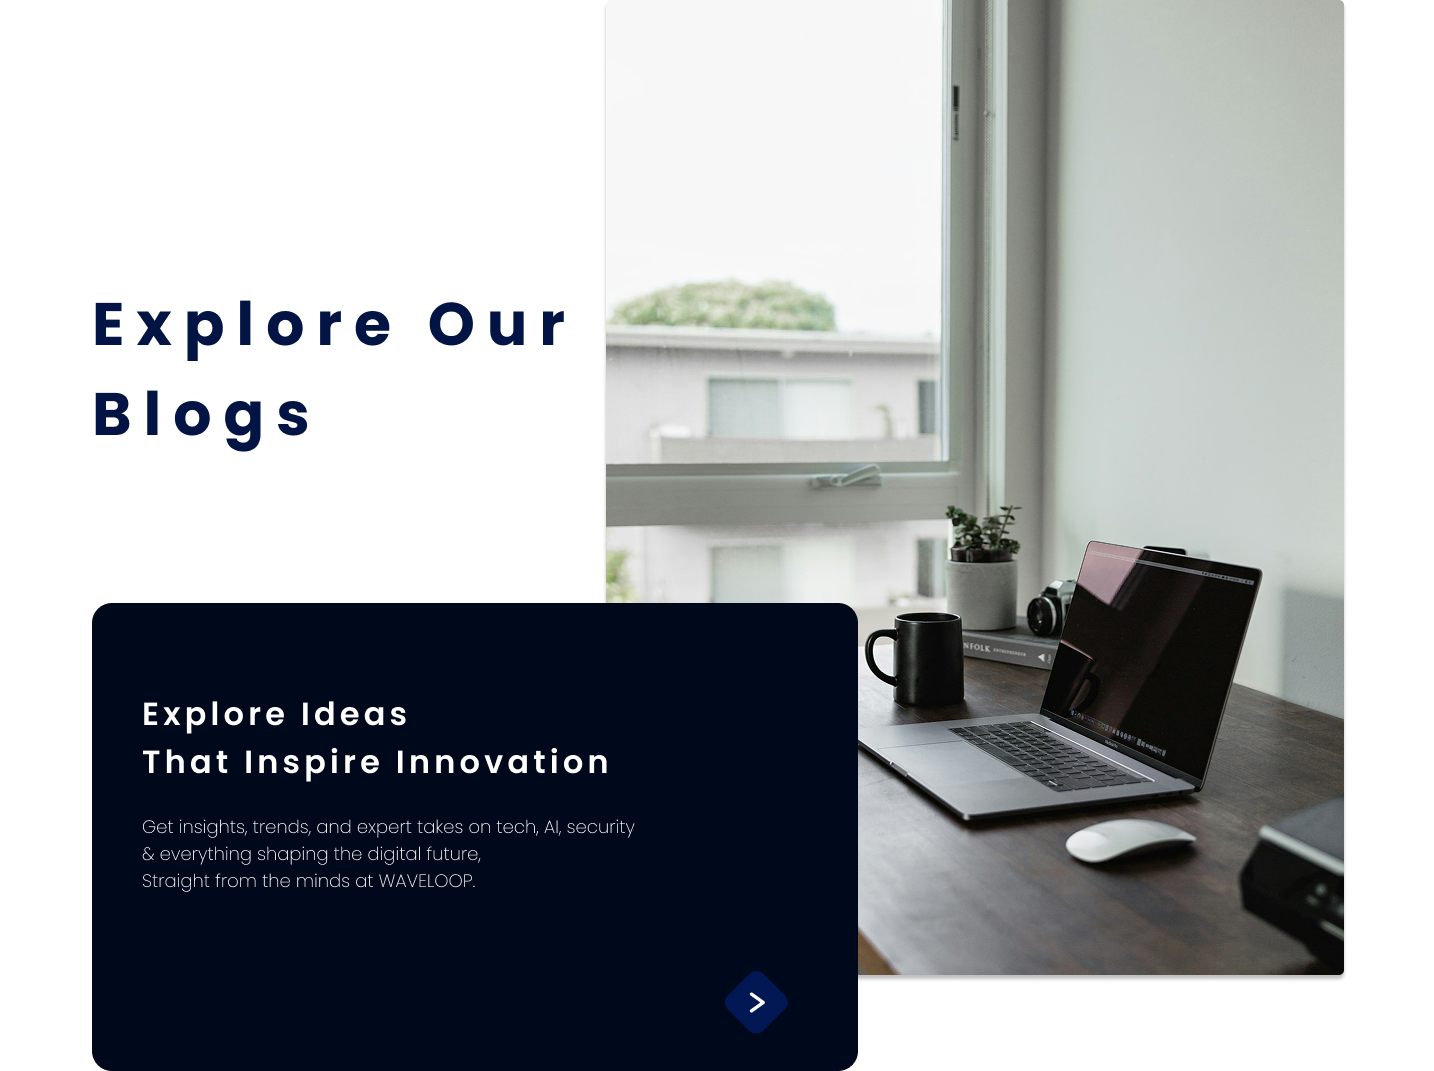 Explore Our
Blogs
Explore Ideas
That Inspire Innovation
Get insights, trends, and expert takes on tech, AI, security
& everything shaping the digital future,
Straight from the minds at WAVELOOP.